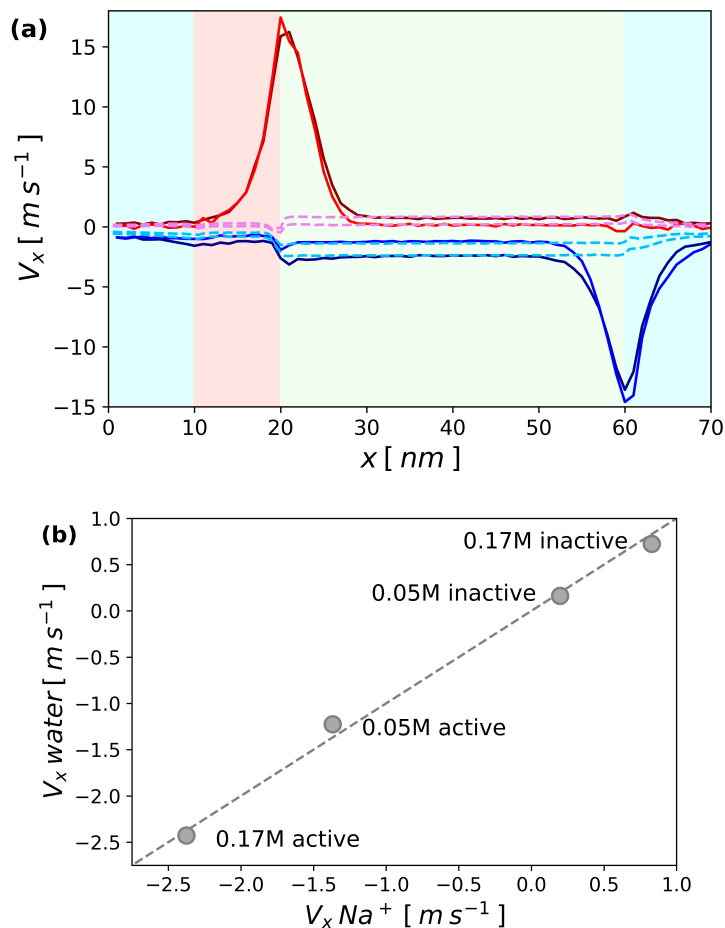 (a)
15
10
5
0
−5
−10
−15
V_x [ m s⁻¹ ]
0 10 20 30 40 50 60 70
x [ nm ]
(b)
1.0
0.5
0.0
−0.5
−1.0
−1.5
−2.0
−2.5
V_x water [ m s⁻¹ ]
0.17M inactive
0.05M inactive
0.05M active
0.17M active
−2.5 −2.0 −1.5 −1.0 −0.5 0.0 0.5 1.0
V_x Na⁺ [ m s⁻¹ ]